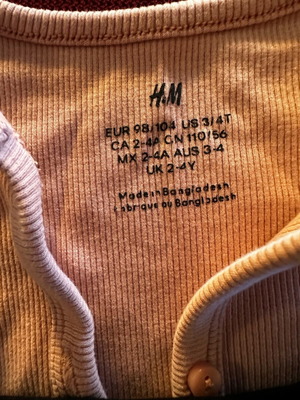 H&M
EUR 98/104 US 3/4T
CA 2-4A CN 110/56
MX 2-4A AUS 3-4
UK 2-4Y
Made in Bangladesh
Fabriqué au Bangladesh